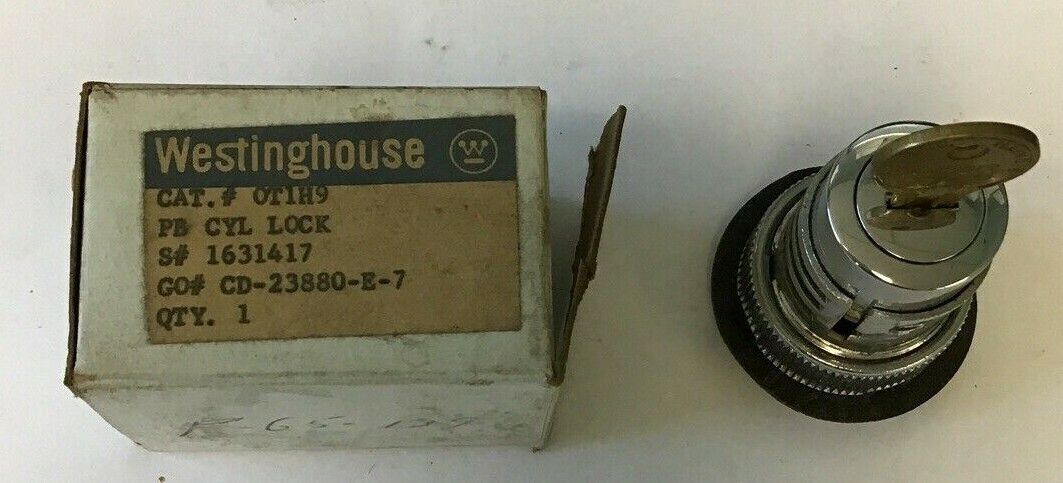 Westinghouse W
CAT.# OT1H9
PB CYL LOCK
S# 1631417
GO# CD-23880-E-7
QTY. 1